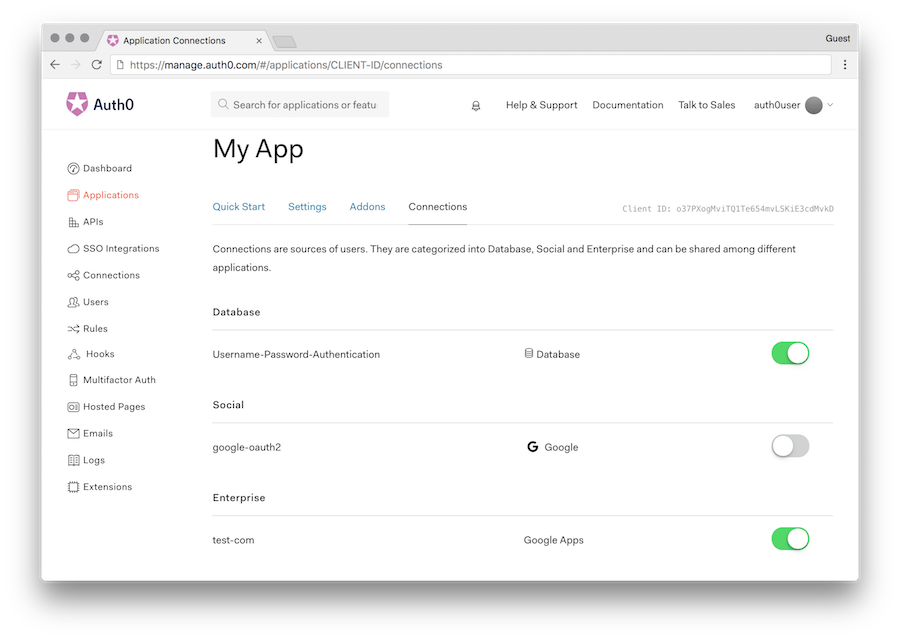 Application Connections
Guest
https://manage.auth0.com/#/applications/CLIENT-ID/connections
Auth0
Search for applications or featu
Help & Support
Documentation
Talk to Sales
auth0user
My App
Dashboard
Applications
APIs
SSO Integrations
Connections
Users
Rules
Hooks
Multifactor Auth
Hosted Pages
Emails
Logs
Extensions
Quick Start
Settings
Addons
Connections
Client ID: o37PXogMviTQ1Te654mvLSKiE3cdMvkD
Connections are sources of users. They are categorized into Database, Social and Enterprise and can be shared among different
applications.
Database
Username-Password-Authentication
Database
Social
google-oauth2
Google
Enterprise
test-com
Google Apps